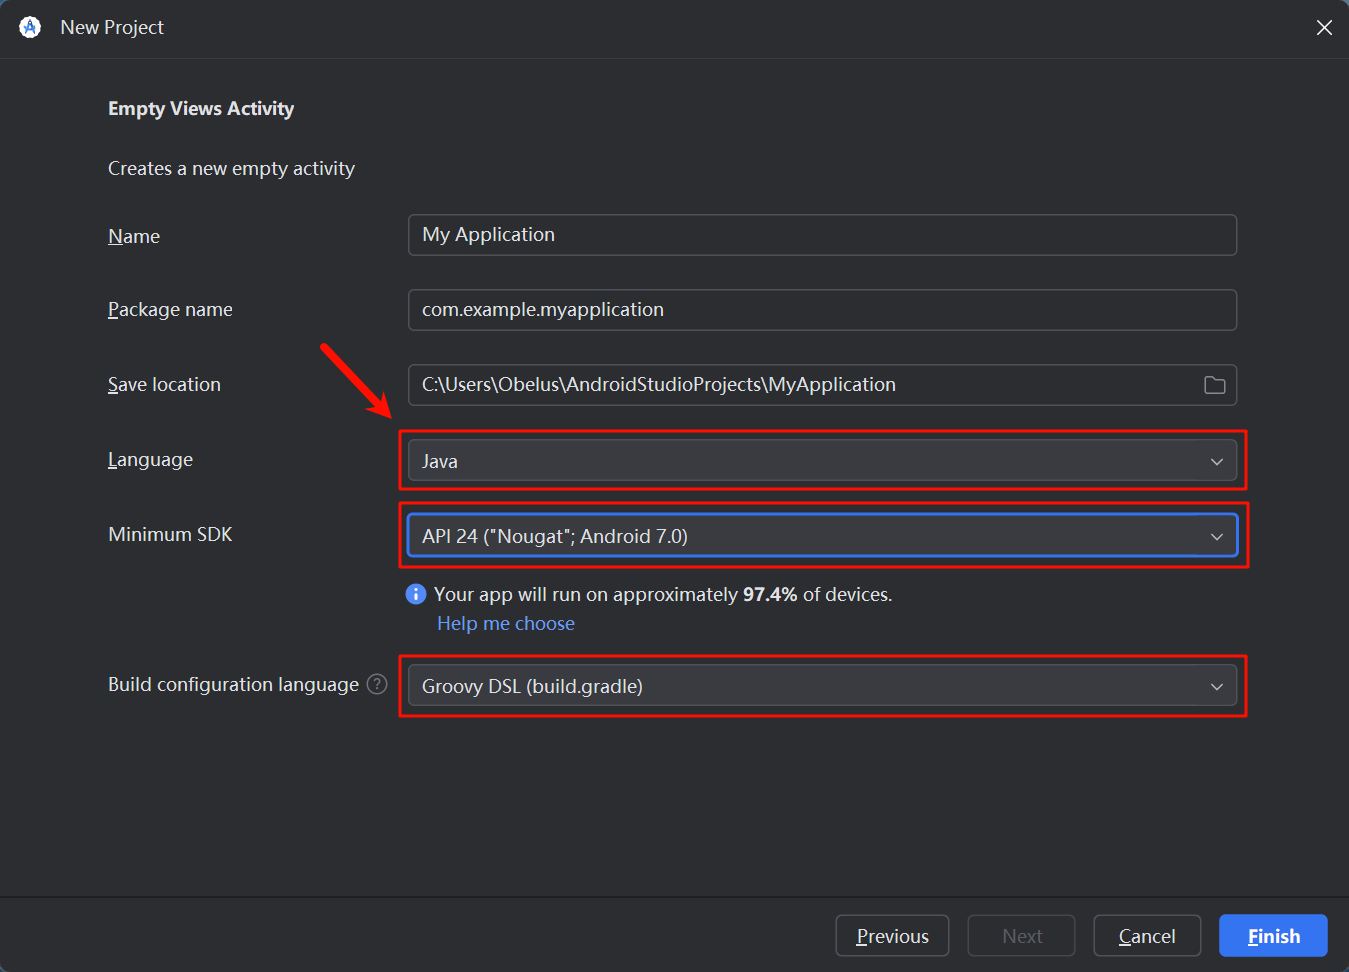 New Project
Empty Views Activity
Creates a new empty activity
Name
My Application
Package name
com.example.myapplication
Save location
C:\Users\Obelus\AndroidStudioProjects\MyApplication
Language
Java
Minimum SDK
API 24 ("Nougat"; Android 7.0)
Your app will run on approximately 97.4% of devices.
Help me choose
Build configuration language ?
Groovy DSL (build.gradle)
Previous
Next
Cancel
Finish